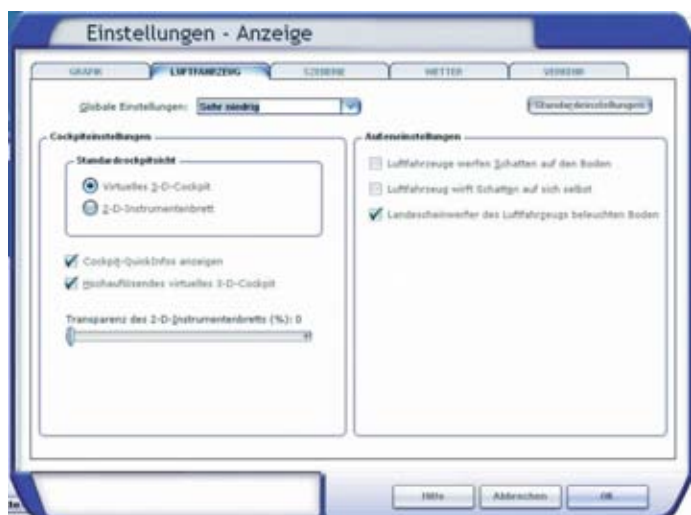 Einstellungen - Anzeige
GRAFIK LUFTFAHRZEUG SZENERIE WETTER VERKEHR
Globale Einstellungen: Sehr niedrig Standardeinstellungen
Cockpiteinstellungen
Standardcockpitsicht
Virtuelles 3-D-Cockpit
2-D-Instrumentenbrett
Cockpit-QuickInfos anzeigen
Hochauflösendes virtuelles 3-D-Cockpit
Transparenz des 2-D-Instrumentenbretts (%): 0
Außeneinstellungen
Luftfahrzeuge werfen Schatten auf den Boden
Luftfahrzeug wirft Schatten auf sich selbst
Landescheinwerfer des Luftfahrzeugs beleuchten Boden
Hilfe Abbrechen OK